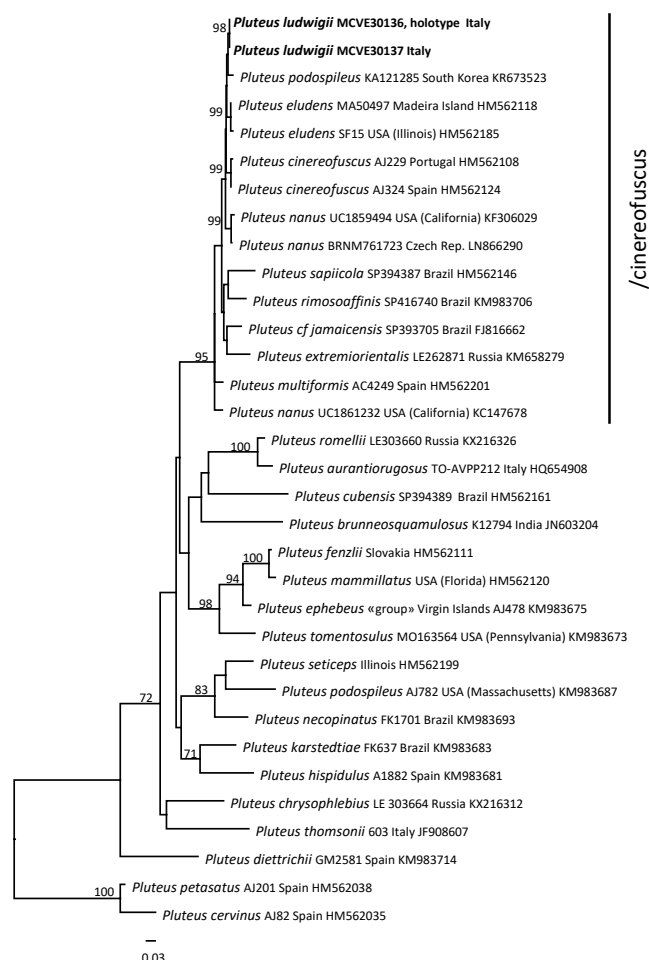 98
Pluteus ludwigii MCVE30136, holotype Italy
Pluteus ludwigii MCVE30137 Italy
Pluteus podospileus KA121285 South Korea KR673523
99
Pluteus eludens MA50497 Madeira Island HM562118
Pluteus eludens SF15 USA (Illinois) HM562185
99
Pluteus cinereofuscus AJ229 Portugal HM562108
Pluteus cinereofuscus AJ324 Spain HM562124
99
Pluteus nanus UC1859494 USA (California) KF306029
Pluteus nanus BRNM761723 Czech Rep. LN866290
Pluteus sapiicola SP394387 Brazil HM562146
Pluteus rimosoaffinis SP416740 Brazil KM983706
Pluteus cf jamaicensis SP393705 Brazil FJ816662
Pluteus extremiorientalis LE262871 Russia KM658279
95
Pluteus multiformis AC4249 Spain HM562201
Pluteus nanus UC1861232 USA (California) KC147678
/cinereofuscus
Pluteus romellii LE303660 Russia KX216326
100
Pluteus aurantiorugosus TO-AVPP212 Italy HQ654908
Pluteus cubensis SP394389 Brazil HM562161
Pluteus brunneosquamulosus K12794 India JN603204
Pluteus fenzlii Slovakia HM562111
100
Pluteus mammillatus USA (Florida) HM562120
94
Pluteus ephebeus «group» Virgin Islands AJ478 KM983675
98
Pluteus tomentosulus MO163564 USA (Pennsylvania) KM983673
Pluteus seticeps Illinois HM562199
83
Pluteus podospileus AJ782 USA (Massachusetts) KM983687
72
Pluteus necopinatus FK1701 Brazil KM983693
Pluteus karstedtiae FK637 Brazil KM983683
71
Pluteus hispidulus A1882 Spain KM983681
Pluteus chrysophlebius LE 303664 Russia KX216312
Pluteus thomsonii 603 Italy JF908607
Pluteus diettrichii GM2581 Spain KM983714
100
Pluteus petasatus AJ201 Spain HM562038
Pluteus cervinus AJ82 Spain HM562035
0.03